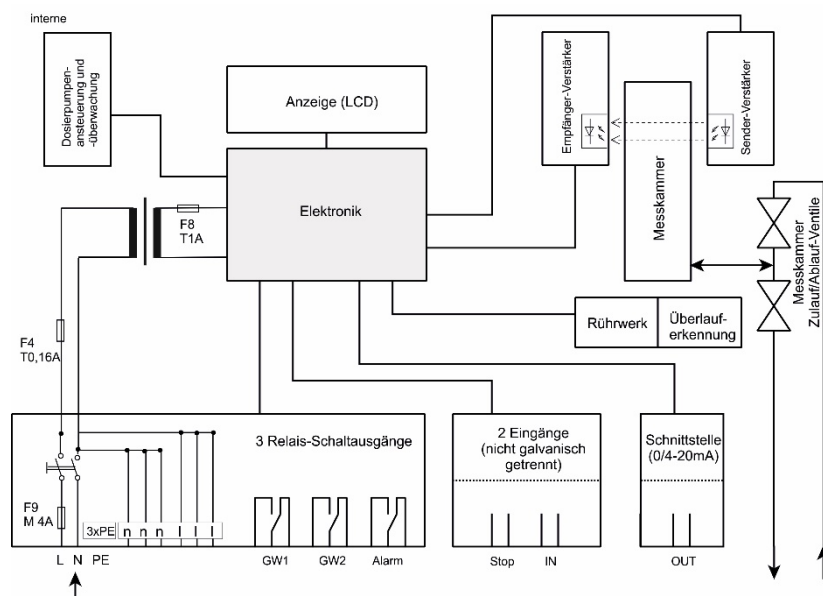 interne
Dosierpumpen-
ansteuerung und
-überwachung
Anzeige (LCD)
Elektronik
Empfänger-Verstärker
Sender-Verstärker
Messkammer
Messkammer
Zulauf/Ablauf-Ventile
F8
T1A
F4
T0,16A
Rührwerk
Überlauf-
erkennung
3 Relais-Schaltausgänge
2 Eingänge
(nicht galvanisch
getrennt)
Schnittstelle
(0/4-20mA)
F9
M 4A
3xPE n n n l l l
L N PE
GW1 GW2 Alarm
Stop IN
OUT